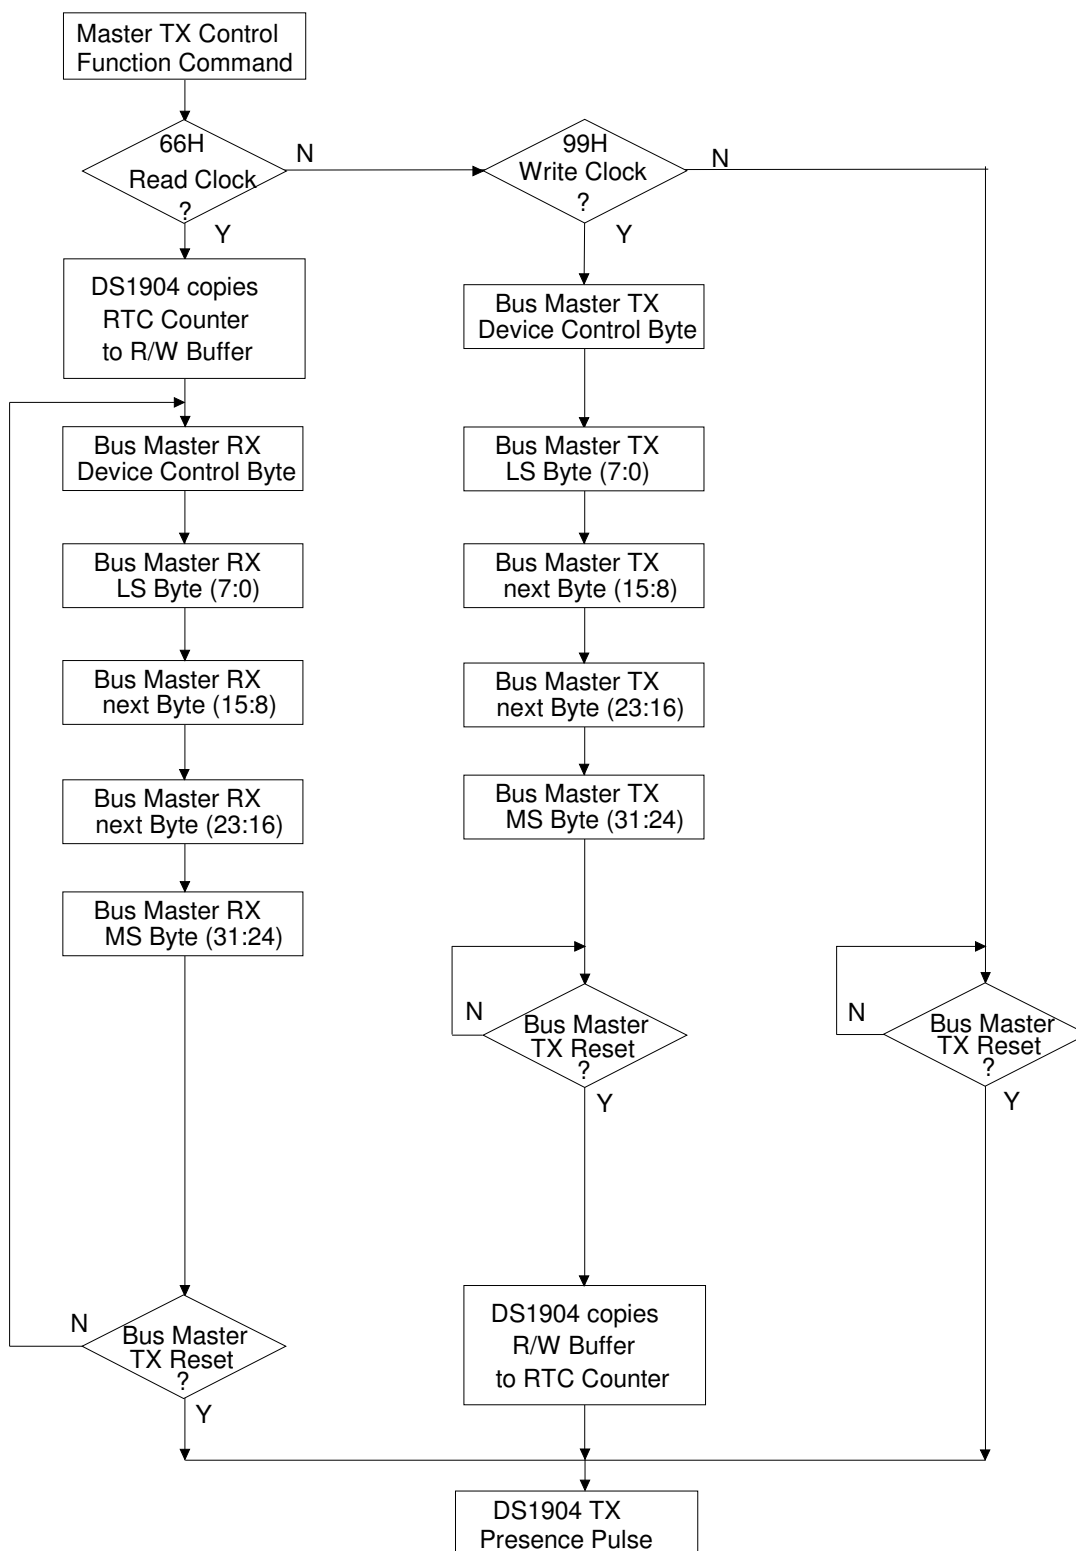 Master TX Control
Function Command
66H
Read Clock
?
N
Y
99H
Write Clock
?
N
Y
DS1904 copies
RTC Counter
to R/W Buffer
Bus Master RX
Device Control Byte
Bus Master RX
LS Byte (7:0)
Bus Master RX
next Byte (15:8)
Bus Master RX
next Byte (23:16)
Bus Master RX
MS Byte (31:24)
N
Bus Master
TX Reset
?
Y
Bus Master TX
Device Control Byte
Bus Master TX
LS Byte (7:0)
Bus Master TX
next Byte (15:8)
Bus Master TX
next Byte (23:16)
Bus Master TX
MS Byte (31:24)
N
Bus Master
TX Reset
?
Y
DS1904 copies
R/W Buffer
to RTC Counter
N
Bus Master
TX Reset
?
Y
DS1904 TX
Presence Pulse